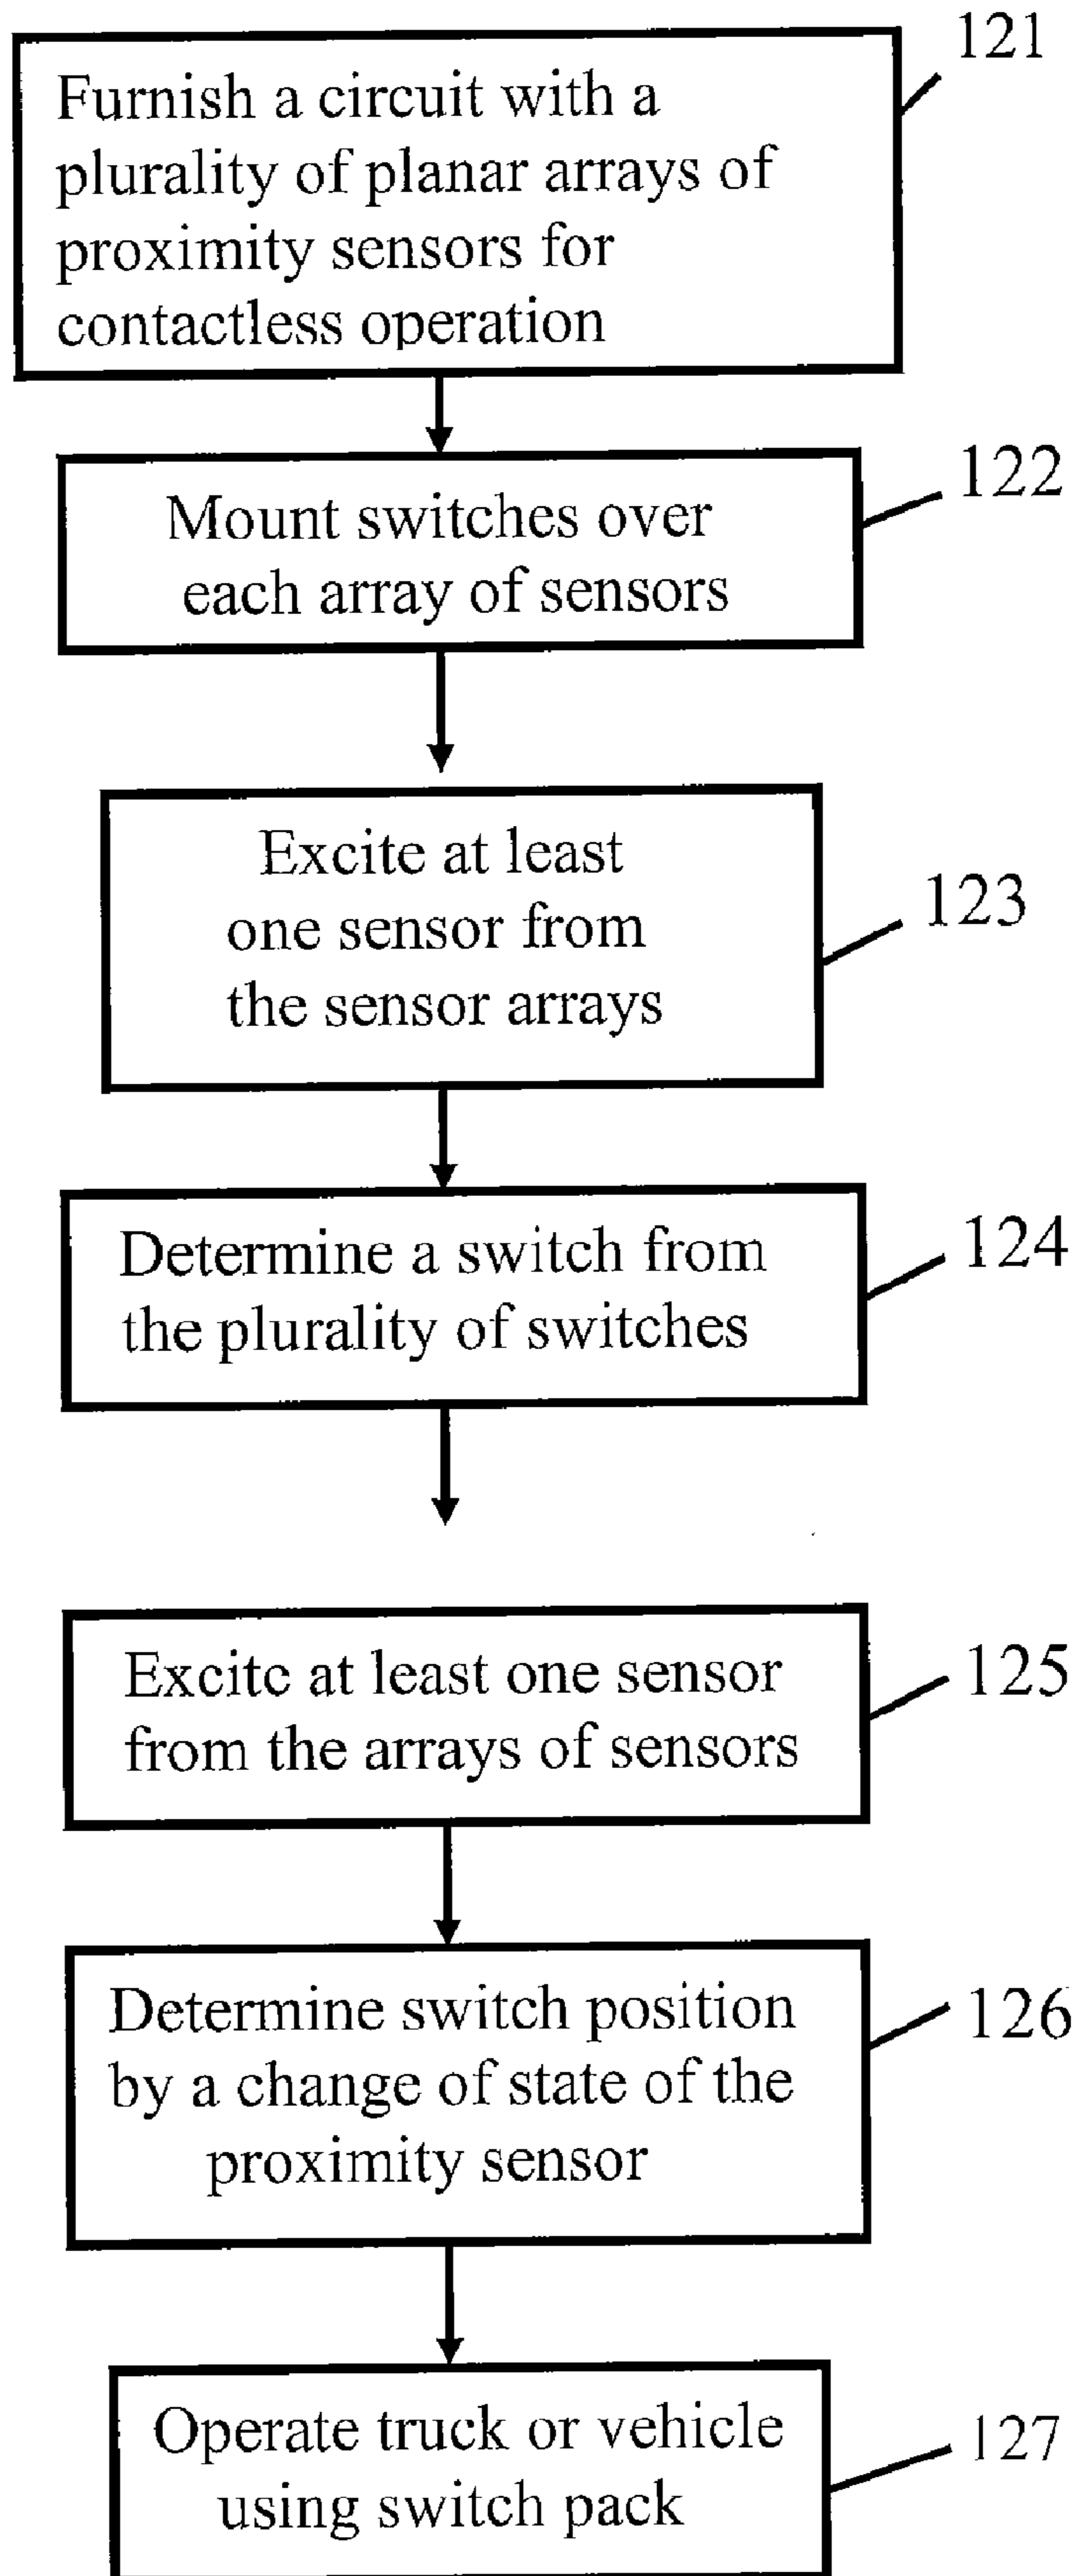 121
Furnish a circuit with a
plurality of planar arrays of
proximity sensors for
contactless operation
122
Mount switches over
each array of sensors
123
Excite at least
one sensor from
the sensor arrays
124
Determine a switch from
the plurality of switches
125
Excite at least one sensor
from the arrays of sensors
126
Determine switch position
by a change of state of the
proximity sensor
127
Operate truck or vehicle
using switch pack